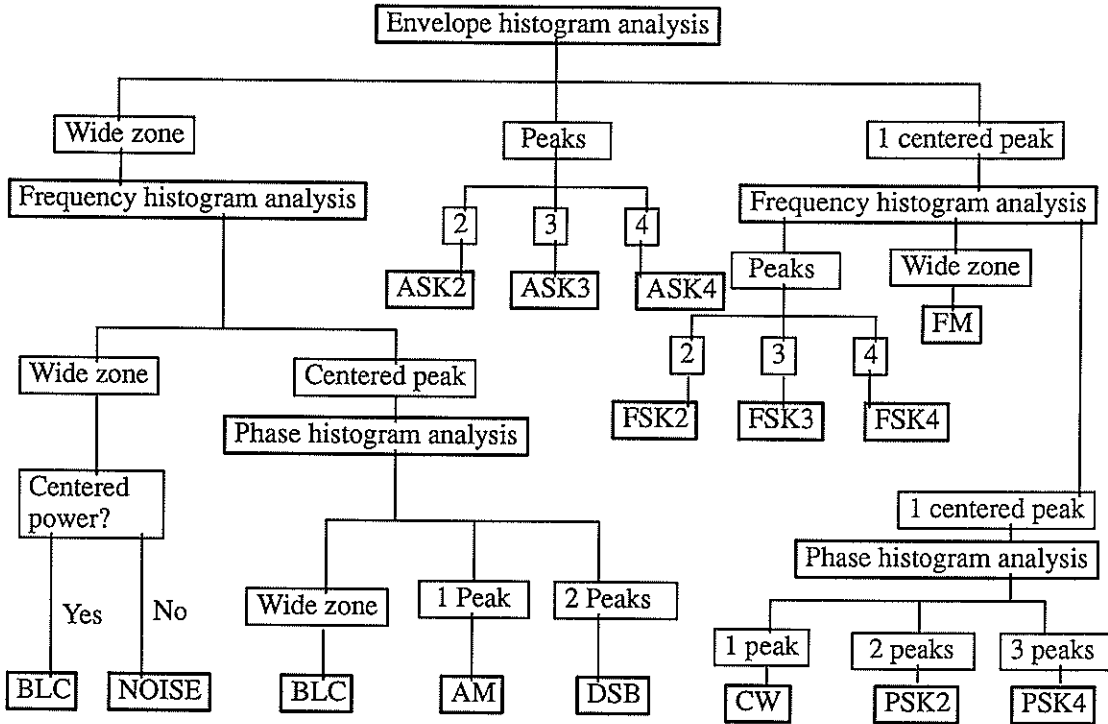 Envelope histogram analysis
Wide zone
Peaks
1 centered peak
Frequency histogram analysis
Frequency histogram analysis
2
3
4
Peaks
Wide zone
ASK2
ASK3
ASK4
FM
2
3
4
Wide zone
Centered peak
FSK2
FSK3
FSK4
Phase histogram analysis
Centered
power?
1 centered peak
Phase histogram analysis
Wide zone
1 Peak
2 Peaks
Yes
No
1 peak
2 peaks
3 peaks
BLC
NOISE
BLC
AM
DSB
CW
PSK2
PSK4